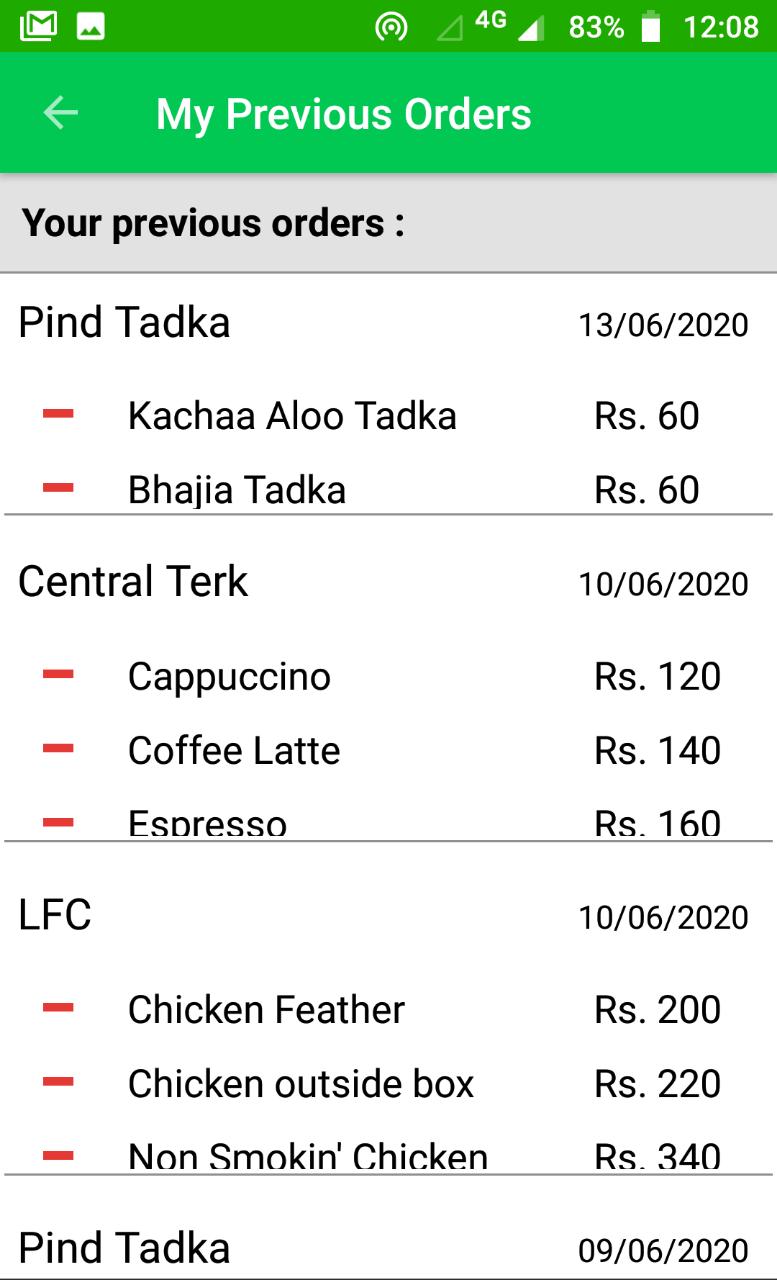 4G 83% 12:08
My Previous Orders
Your previous orders :
Pind Tadka 13/06/2020
Kachaa Aloo Tadka Rs. 60
Bhajia Tadka Rs. 60
Central Terk 10/06/2020
Cappuccino Rs. 120
Coffee Latte Rs. 140
Espresso Rs. 160
LFC 10/06/2020
Chicken Feather Rs. 200
Chicken outside box Rs. 220
Non Smokin' Chicken Rs. 340
Pind Tadka 09/06/2020